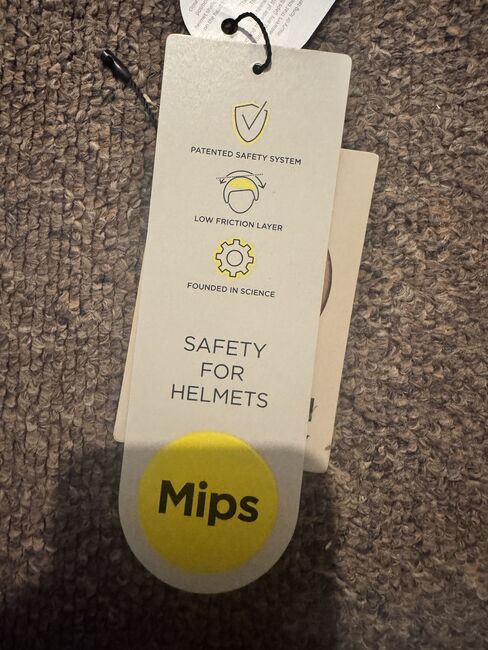 PATENTED SAFETY SYSTEM
LOW FRICTION LAYER
FOUNDED IN SCIENCE
SAFETY
FOR
HELMETS
Mips